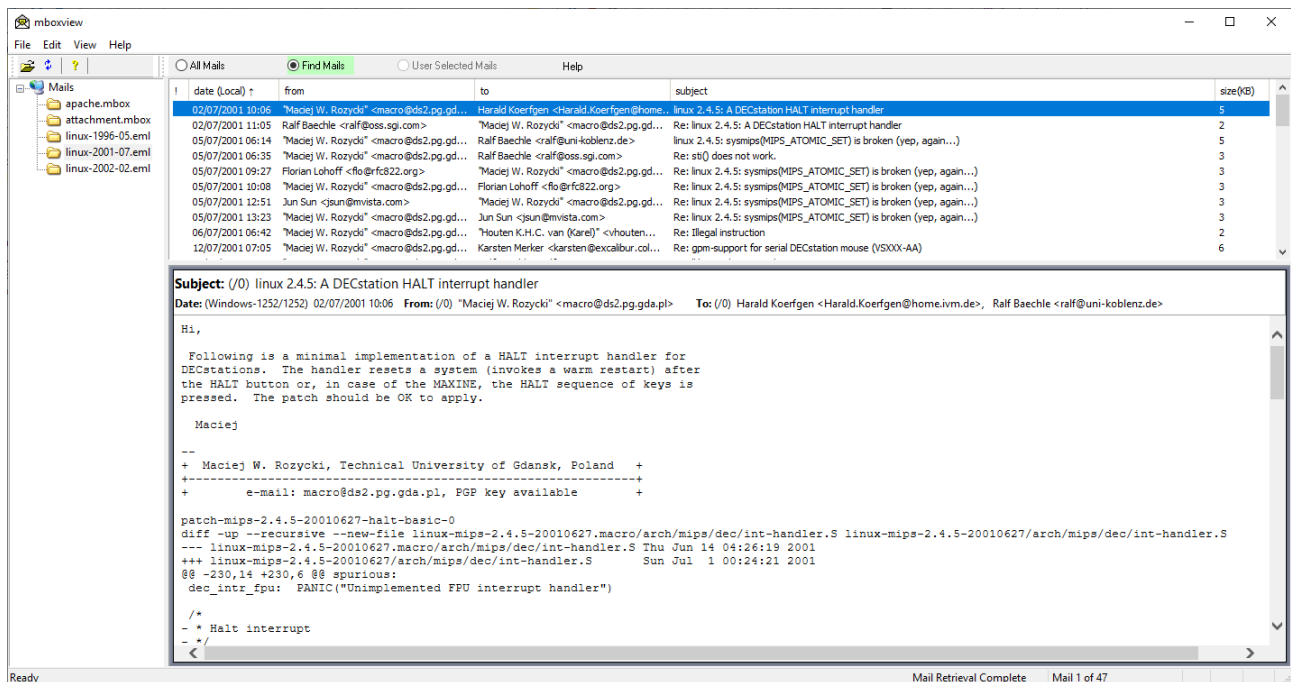 mboxview
File Edit View Help
? All Mails Find Mails User Selected Mails Help
Mails
apache.mbox
attachment.mbox
linux-1996-05.eml
linux-2001-07.eml
linux-2002-02.eml
! date (Local) ↑ from to subject size(KB)
02/07/2001 10:06 "Maciej W. Rozycki" <macro@ds2.pg.gd... Harald Koerfgen <Harald.Koerfgen@home... linux 2.4.5: A DECstation HALT interrupt handler 5
02/07/2001 11:05 Ralf Baechle <ralf@oss.sgi.com> "Maciej W. Rozycki" <macro@ds2.pg.gd... Re: linux 2.4.5: A DECstation HALT interrupt handler 2
05/07/2001 06:14 "Maciej W. Rozycki" <macro@ds2.pg.gd... Ralf Baechle <ralf@uni-koblenz.de> linux 2.4.5: sysmips(MIPS_ATOMIC_SET) is broken (yep, again...) 5
05/07/2001 06:35 "Maciej W. Rozycki" <macro@ds2.pg.gd... Ralf Baechle <ralf@oss.sgi.com> Re: sti() does not work. 3
05/07/2001 09:27 Florian Lohoff <flo@rfc822.org> "Maciej W. Rozycki" <macro@ds2.pg.gd... Re: linux 2.4.5: sysmips(MIPS_ATOMIC_SET) is broken (yep, again...) 3
05/07/2001 10:08 "Maciej W. Rozycki" <macro@ds2.pg.gd... Florian Lohoff <flo@rfc822.org> Re: linux 2.4.5: sysmips(MIPS_ATOMIC_SET) is broken (yep, again...) 3
05/07/2001 12:51 Jun Sun <jsun@mvista.com> "Maciej W. Rozycki" <macro@ds2.pg.gd... Re: linux 2.4.5: sysmips(MIPS_ATOMIC_SET) is broken (yep, again...) 3
05/07/2001 13:23 "Maciej W. Rozycki" <macro@ds2.pg.gd... Jun Sun <jsun@mvista.com> Re: linux 2.4.5: sysmips(MIPS_ATOMIC_SET) is broken (yep, again...) 3
06/07/2001 06:42 "Maciej W. Rozycki" <macro@ds2.pg.gd... "Houten K.H.C. van (Karel)" <vhouten... Re: Illegal instruction 2
12/07/2001 07:05 "Maciej W. Rozycki" <macro@ds2.pg.gd... Karsten Merker <karsten@excalibur.col... Re: gpm-support for serial DECstation mouse (VSXXX-AA) 6
Subject: (/0) linux 2.4.5: A DECstation HALT interrupt handler
Date: (Windows-1252/1252) 02/07/2001 10:06 From: (/0) "Maciej W. Rozycki" <macro@ds2.pg.gda.pl> To: (/0) Harald Koerfgen <Harald.Koerfgen@home.ivm.de>, Ralf Baechle <ralf@uni-koblenz.de>
Hi,
Following is a minimal implementation of a HALT interrupt handler for
DECstations. The handler resets a system (invokes a warm restart) after
the HALT button or, in case of the MAXINE, the HALT sequence of keys is
pressed. The patch should be OK to apply.
Maciej
--
+ Maciej W. Rozycki, Technical University of Gdansk, Poland +
+--------------------------------------------------------------+
+ e-mail: macro@ds2.pg.gda.pl, PGP key available +
patch-mips-2.4.5-20010627-halt-basic-0
diff -up --recursive --new-file linux-mips-2.4.5-20010627.macro/arch/mips/dec/int-handler.S linux-mips-2.4.5-20010627/arch/mips/dec/int-handler.S
--- linux-mips-2.4.5-20010627.macro/arch/mips/dec/int-handler.S Thu Jun 14 04:26:19 2001
+++ linux-mips-2.4.5-20010627/arch/mips/dec/int-handler.S Sun Jul 1 00:24:21 2001
@@ -230,14 +230,6 @@ spurious:
dec_intr_fpu: PANIC("Unimplemented FPU interrupt handler")
/*
- * Halt interrupt
- */
Ready Mail Retrieval Complete Mail 1 of 47